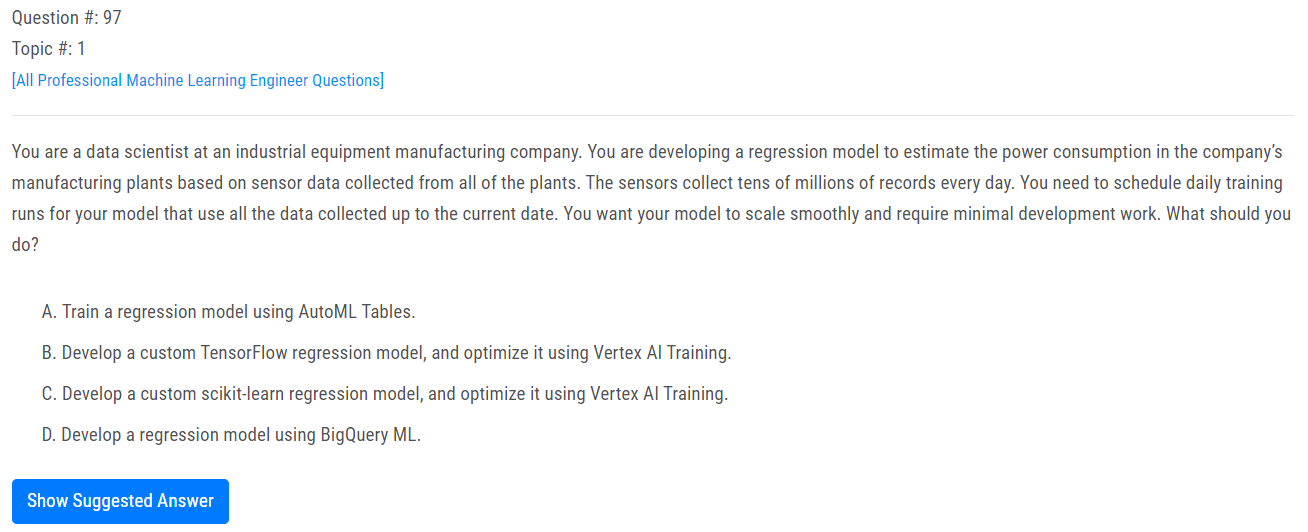 Question #: 97
Topic #: 1
[All Professional Machine Learning Engineer Questions]
You are a data scientist at an industrial equipment manufacturing company. You are developing a regression model to estimate the power consumption in the company’s
manufacturing plants based on sensor data collected from all of the plants. The sensors collect tens of millions of records every day. You need to schedule daily training
runs for your model that use all the data collected up to the current date. You want your model to scale smoothly and require minimal development work. What should you
do?
A. Train a regression model using AutoML Tables.
B. Develop a custom TensorFlow regression model, and optimize it using Vertex AI Training.
C. Develop a custom scikit-learn regression model, and optimize it using Vertex AI Training.
D. Develop a regression model using BigQuery ML.
Show Suggested Answer